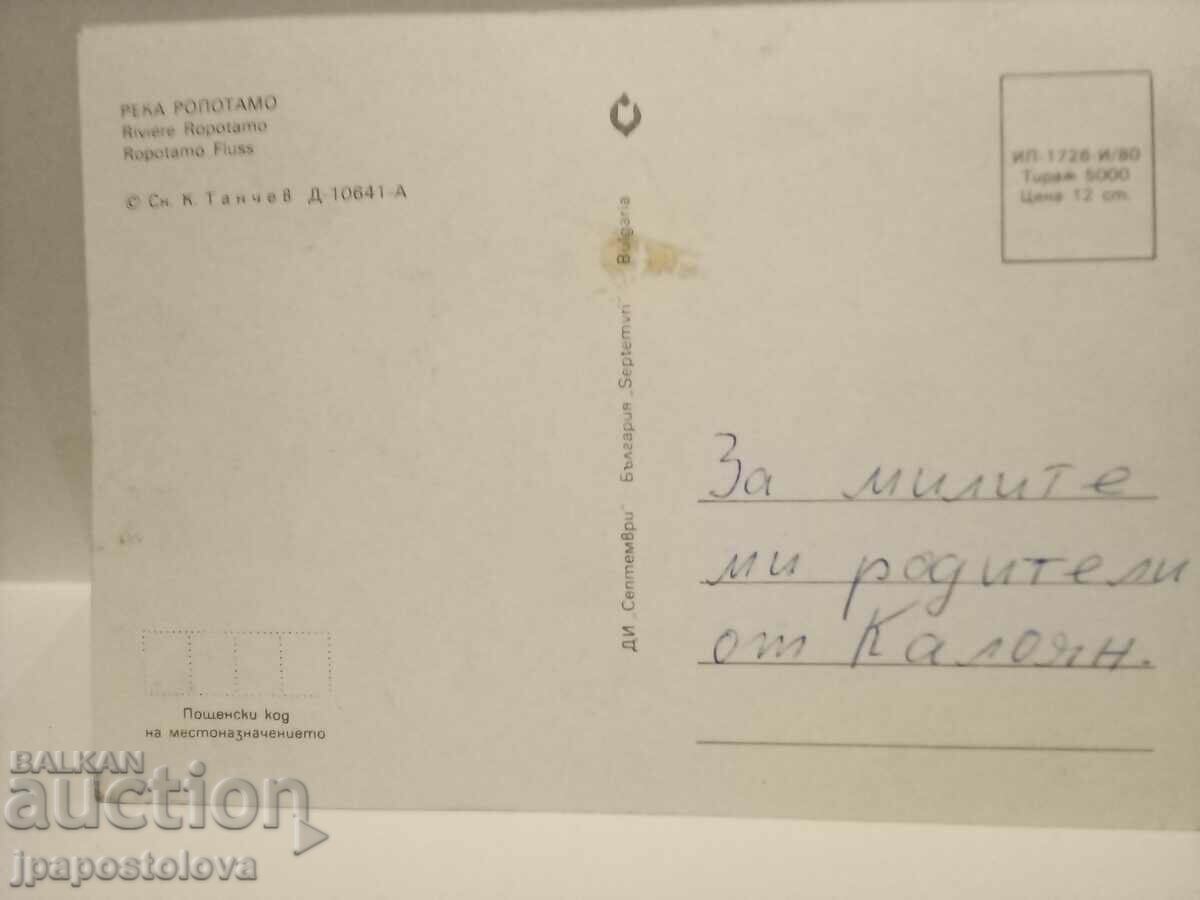 РЕКА РОПОТАМО
Rivière Ropotamo
Ropotamo Fluss
© Сн. К. Танчев Д-10641-А
ДИ „Септември" България „Septemvri" Bulgaria
ИП-1726-И/80
Тираж 5000
Цена 12 ст.
За милите
ми родители
от Калоян.
Пощенски код
на местоназначението
BALKAN
auction
jpapostolova